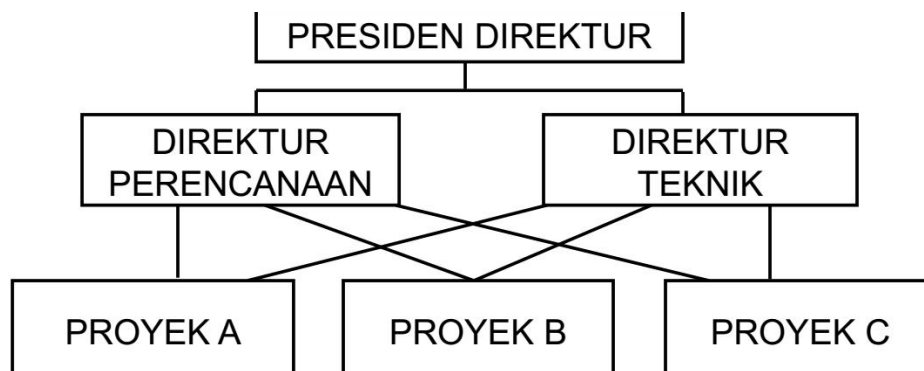 PRESIDEN DIREKTUR
DIREKTUR
PERENCANAAN
DIREKTUR
TEKNIK
PROYEK A
PROYEK B
PROYEK C